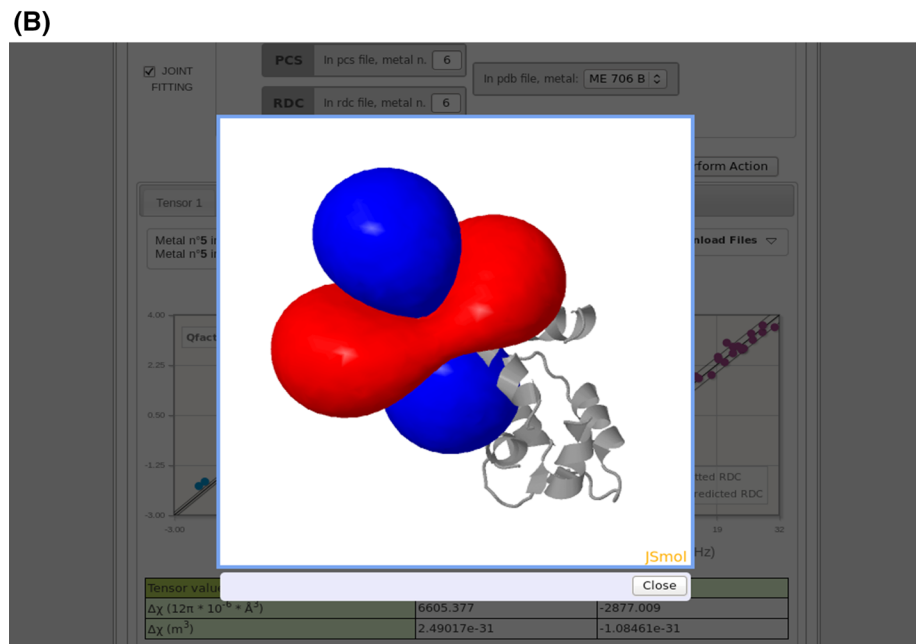 (B)
JOINT
FITTING
PCS
In pcs file, metal n.
6
In pdb file, metal:
ME 706 B
RDC
In rdc file, metal n.
6
rform Action
Tensor 1
Metal n°5 i
Metal n°5 i
nload Files
Qfact
4.00
2.25
0.50
-1.25
-3.00
-3.00
tted RDC
redicted RDC
19
32
Hz)
JSmol
Close
Tensor valu
Δχ (12π * 10⁻⁶ * Å³)
6605.377
-2877.009
Δχ (m³)
2.49017e-31
-1.08461e-31